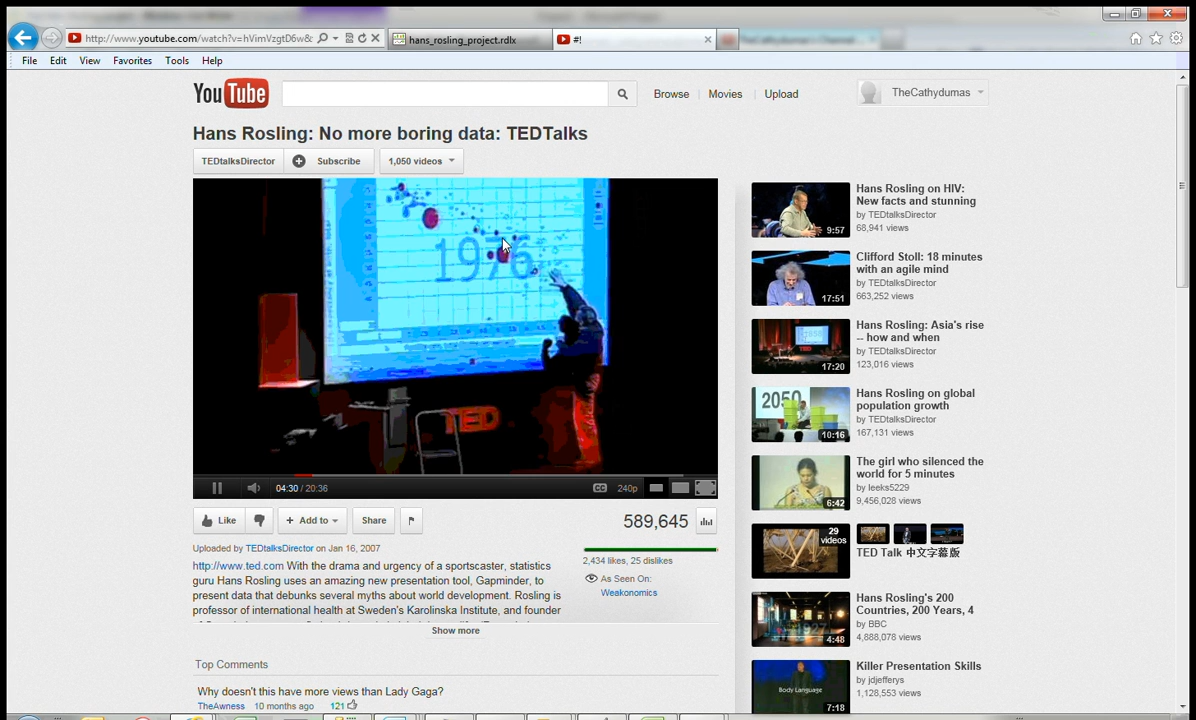 http://www.youtube.com/watch?v=hVimVzgtD6w&
hans_rosling_project.rdlx
#!
TheCathydumas's Channel
File Edit View Favorites Tools Help
YouTube
Browse Movies Upload
TheCathydumas
Hans Rosling: No more boring data: TEDTalks
TEDtalksDirector Subscribe 1,050 videos
1976
TED
04:30 / 20:36
CC 240p
Like Add to Share
589,645
Uploaded by TEDtalksDirector on Jan 16, 2007
http://www.ted.com With the drama and urgency of a sportscaster, statistics
guru Hans Rosling uses an amazing new presentation tool, Gapminder, to
present data that debunks several myths about world development. Rosling is
professor of international health at Sweden's Karolinska Institute, and founder
Show more
2,434 likes, 25 dislikes
As Seen On:
Weakonomics
Top Comments
Why doesn't this have more views than Lady Gaga?
TheAwness 10 months ago 121
9:57
Hans Rosling on HIV:
New facts and stunning
by TEDtalksDirector
68,941 views
17:51
Clifford Stoll: 18 minutes
with an agile mind
by TEDtalksDirector
663,252 views
17:20
Hans Rosling: Asia's rise
-- how and when
by TEDtalksDirector
123,016 views
2050
10:16
Hans Rosling on global
population growth
by TEDtalksDirector
167,131 views
6:42
The girl who silenced the
world for 5 minutes
by leeks5229
9,456,028 views
29
videos
TED Talk 中文字幕版
1927
4:48
Hans Rosling's 200
Countries, 200 Years, 4
by BBC
4,888,078 views
Body Language
7:18
Killer Presentation Skills
by jdjefferys
1,128,553 views